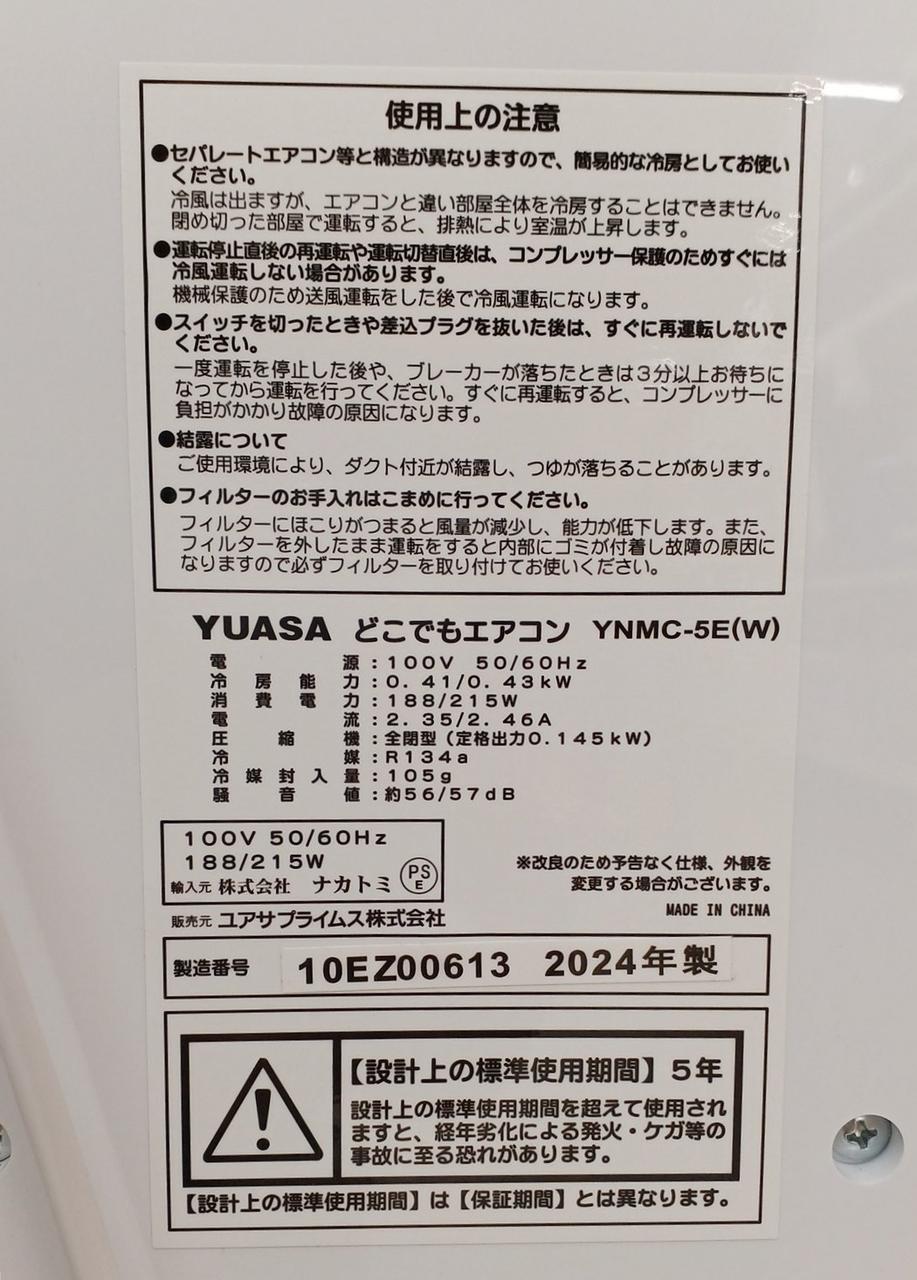 使用上の注意
●セパレートエアコン等と構造が異なりますので、簡易的な冷房としてお使い
ください。
冷風は出ますが、エアコンと違い部屋全体を冷房することはできません。
閉め切った部屋で運転すると、排熱により室温が上昇します。
●運転停止直後の再運転や運転切替直後は、コンプレッサー保護のためすぐには
冷風運転しない場合があります。
機械保護のため送風運転をした後で冷風運転になります。
●スイッチを切ったときや差込プラグを抜いた後は、すぐに再運転しないで
ください。
一度運転を停止した後や、ブレーカーが落ちたときは3分以上お待ちに
なってから運転を行ってください。すぐに再運転すると、コンプレッサーに
負担がかかり故障の原因になります。
●結露について
ご使用環境により、ダクト付近が結露し、つゆが落ちることがあります。
●フィルターのお手入れはこまめに行ってください。
フィルターにほこりがつまると風量が減少し、能力が低下します。また、
フィルターを外したまま運転をすると内部にゴミが付着し故障の原因に
なりますので必ずフィルターを取り付けてお使いください。
YUASA どこでもエアコン YNMC-5E(W)
電源:100V 50/60Hz
冷房能力:0.41/0.43kW
消費電力:188/215W
電流:2.35/2.46A
圧縮機:全閉型(定格出力0.145kW)
冷媒:R134a
冷媒封入量:105g
騒音値:約56/57dB
100V 50/60Hz
188/215W
輸入元 株式会社 ナカトミ PSE
販売元 ユアサプライムス株式会社
※改良のため予告なく仕様、外観を
変更する場合がございます。
MADE IN CHINA
製造番号 10EZ00613 2024年製
【設計上の標準使用期間】5年
設計上の標準使用期間を超えて使用され
ますと、経年劣化による発火・ケガ等の
事故に至る恐れがあります。
【設計上の標準使用期間】は【保証期間】とは異なります。